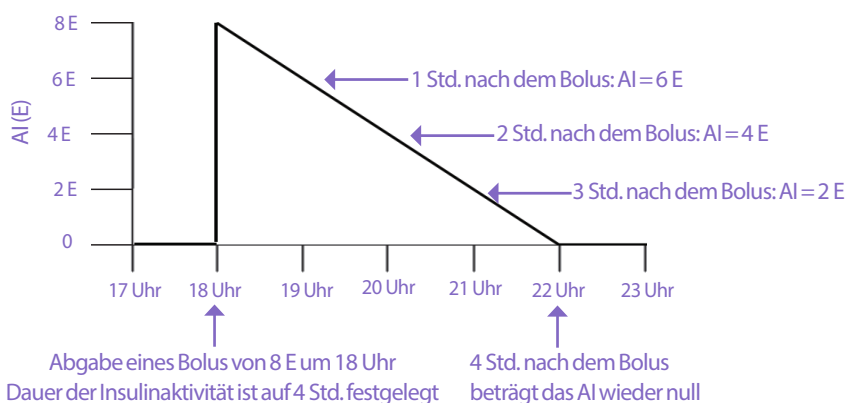 8 E
6 E
4 E
2 E
0
AI (E)
1 Std. nach dem Bolus: AI = 6 E
2 Std. nach dem Bolus: AI = 4 E
3 Std. nach dem Bolus: AI = 2 E
17 Uhr 18 Uhr 19 Uhr 20 Uhr 21 Uhr 22 Uhr 23 Uhr
Abgabe eines Bolus von 8 E um 18 Uhr
Dauer der Insulinaktivität ist auf 4 Std. festgelegt
4 Std. nach dem Bolus
beträgt das AI wieder null